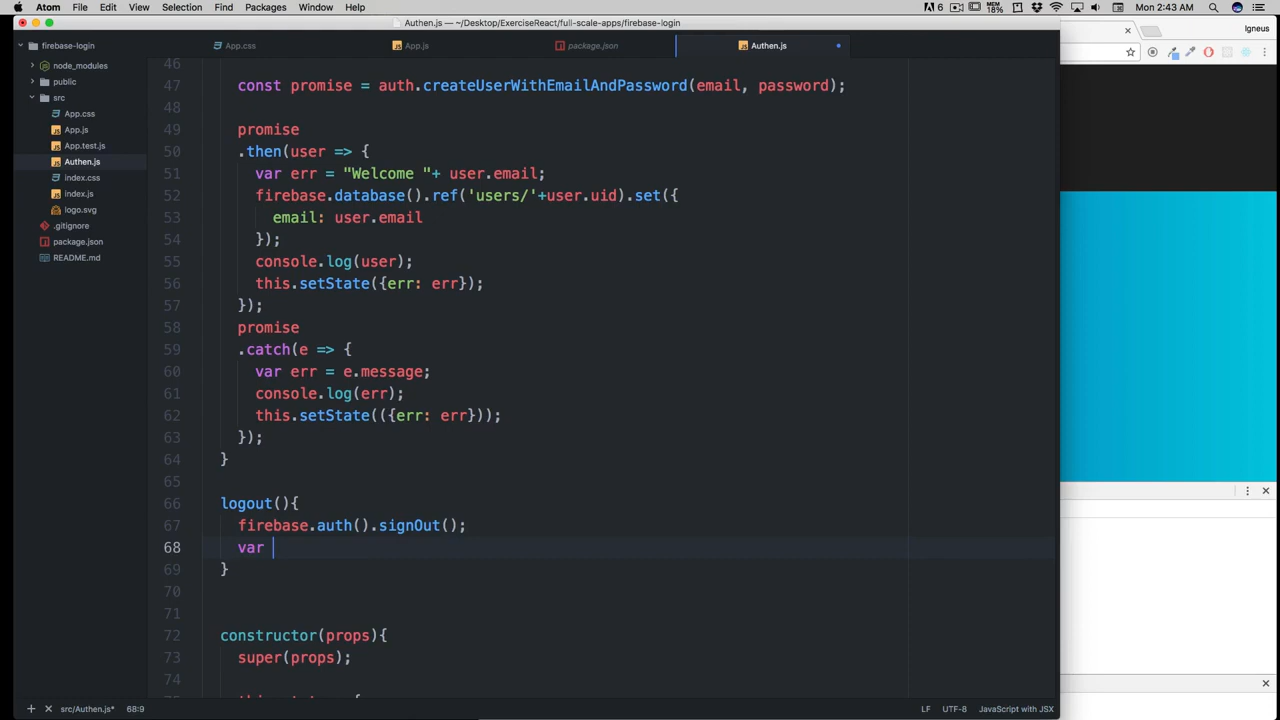 Atom File Edit View Selection Find Packages Window Help 6 MEM 18% Mon 2:43 AM
Authen.js — ~/Desktop/ExerciseReact/full-scale-apps/firebase-login
Igneus
firebase-login
node_modules
public
src
App.css
App.js
App.test.js
Authen.js
index.css
index.js
logo.svg
.gitignore
package.json
README.md
App.css App.js package.json Authen.js
46
47 const promise = auth.createUserWithEmailAndPassword(email, password);
48
49 promise
50 .then(user => {
51 var err = "Welcome "+ user.email;
52 firebase.database().ref('users/'+user.uid).set({
53 email: user.email
54 });
55 console.log(user);
56 this.setState({err: err});
57 });
58 promise
59 .catch(e => {
60 var err = e.message;
61 console.log(err);
62 this.setState(({err: err}));
63 });
64 }
65
66 logout(){
67 firebase.auth().signOut();
68 var
69 }
70
71
72 constructor(props){
73 super(props);
74
src/Authen.js* 68:9 LF UTF-8 JavaScript with JSX